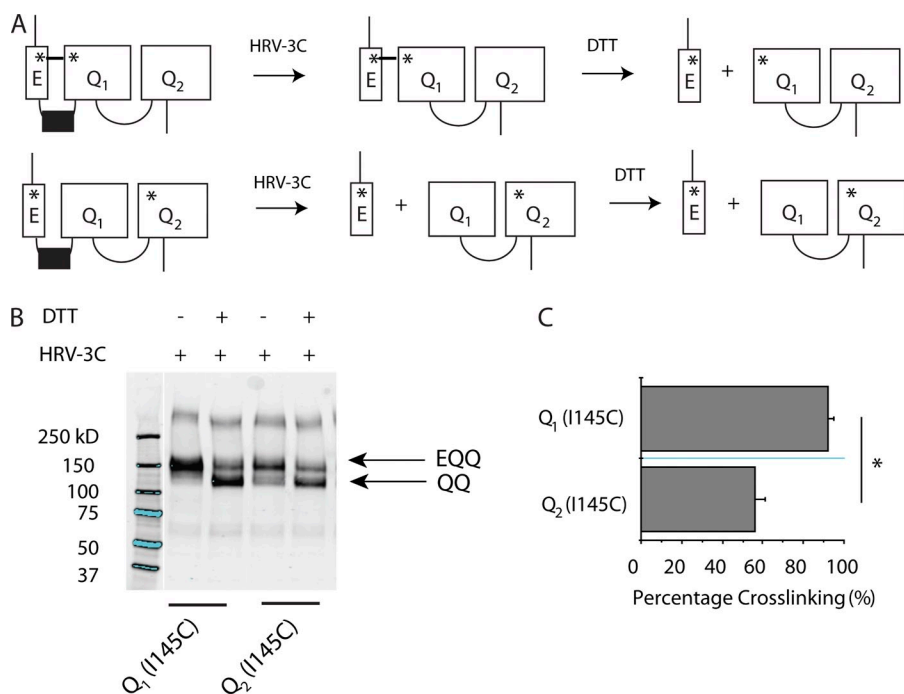 A
* * E Q1 Q2 HRV-3C * * E Q1 Q2 DTT * E + * Q1 Q2
* E Q1 * Q2 HRV-3C * E + Q1 * Q2 DTT * E + Q1 * Q2
B
DTT - + - +
HRV-3C + + + +
250 kD
150
100
75
50
37
EQQ
QQ
Q1 (I145C)
Q2 (I145C)
C
Q1 (I145C)
Q2 (I145C)
*
0 20 40 60 80 100
Percentage Crosslinking (%)